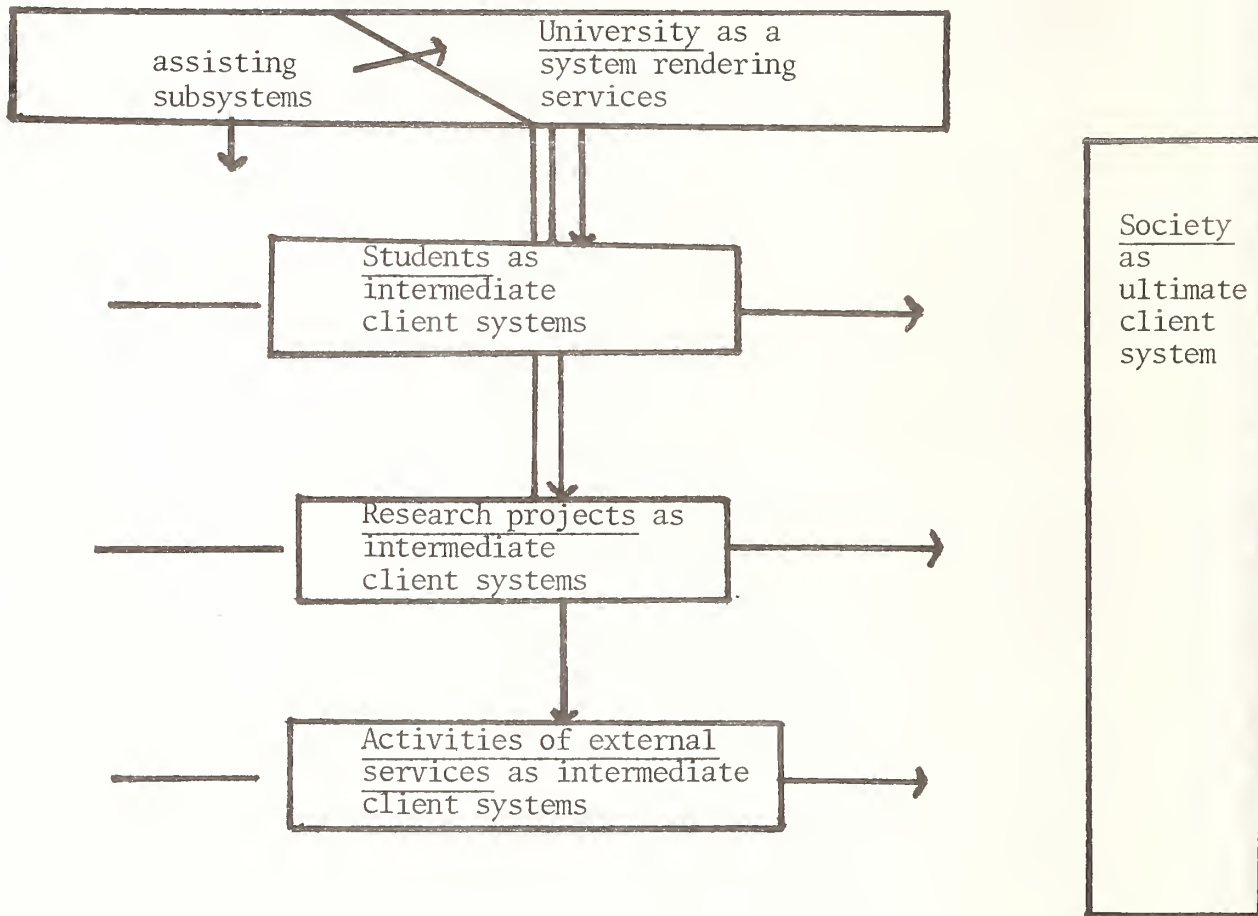 assisting
subsystems
University as a
system rendering
services
Students as
intermediate
client systems
Research projects as
intermediate
client systems
Activities of external
services as intermediate
client systems
Society
as
ultimate
client
system